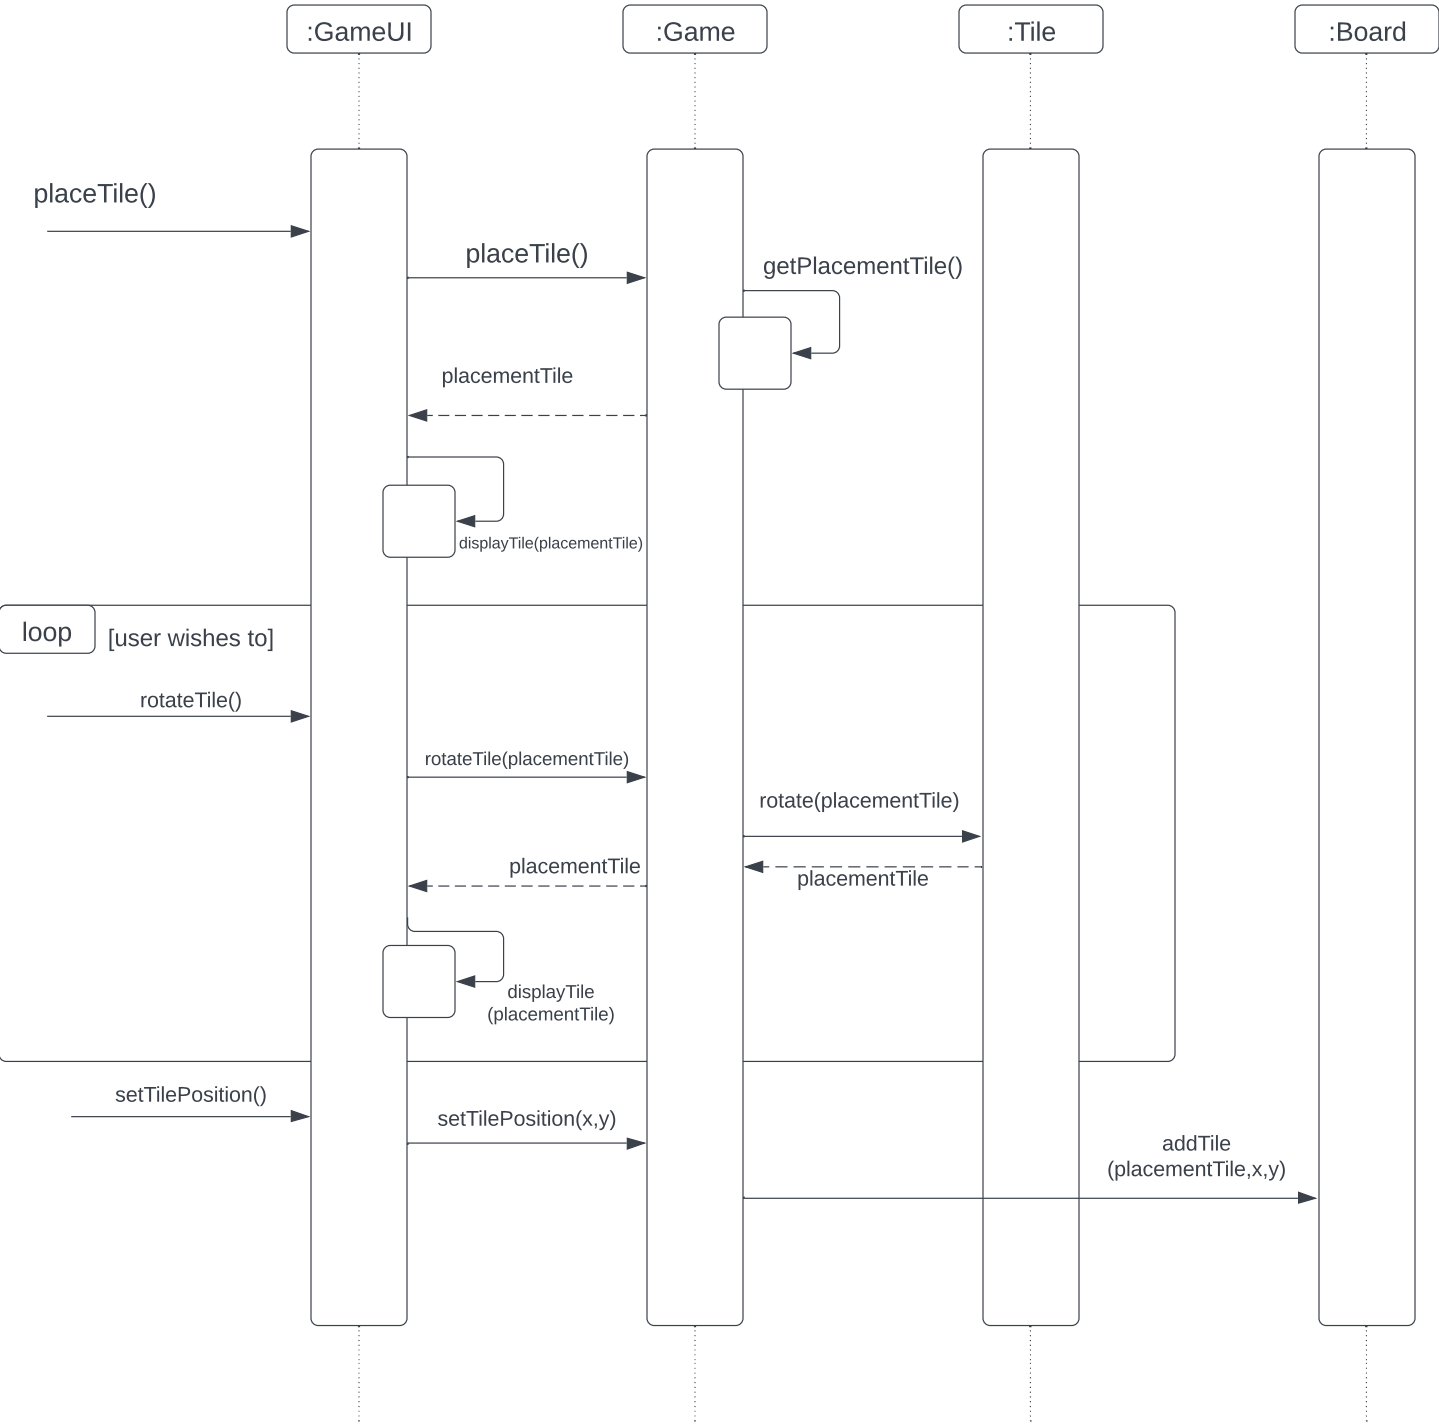 :GameUI
:Game
:Tile
:Board
placeTile()
placeTile()
getPlacementTile()
placementTile
displayTile(placementTile)
loop
[user wishes to]
rotateTile()
rotateTile(placementTile)
rotate(placementTile)
placementTile
placementTile
displayTile
(placementTile)
setTilePosition()
setTilePosition(x,y)
addTile
(placementTile,x,y)